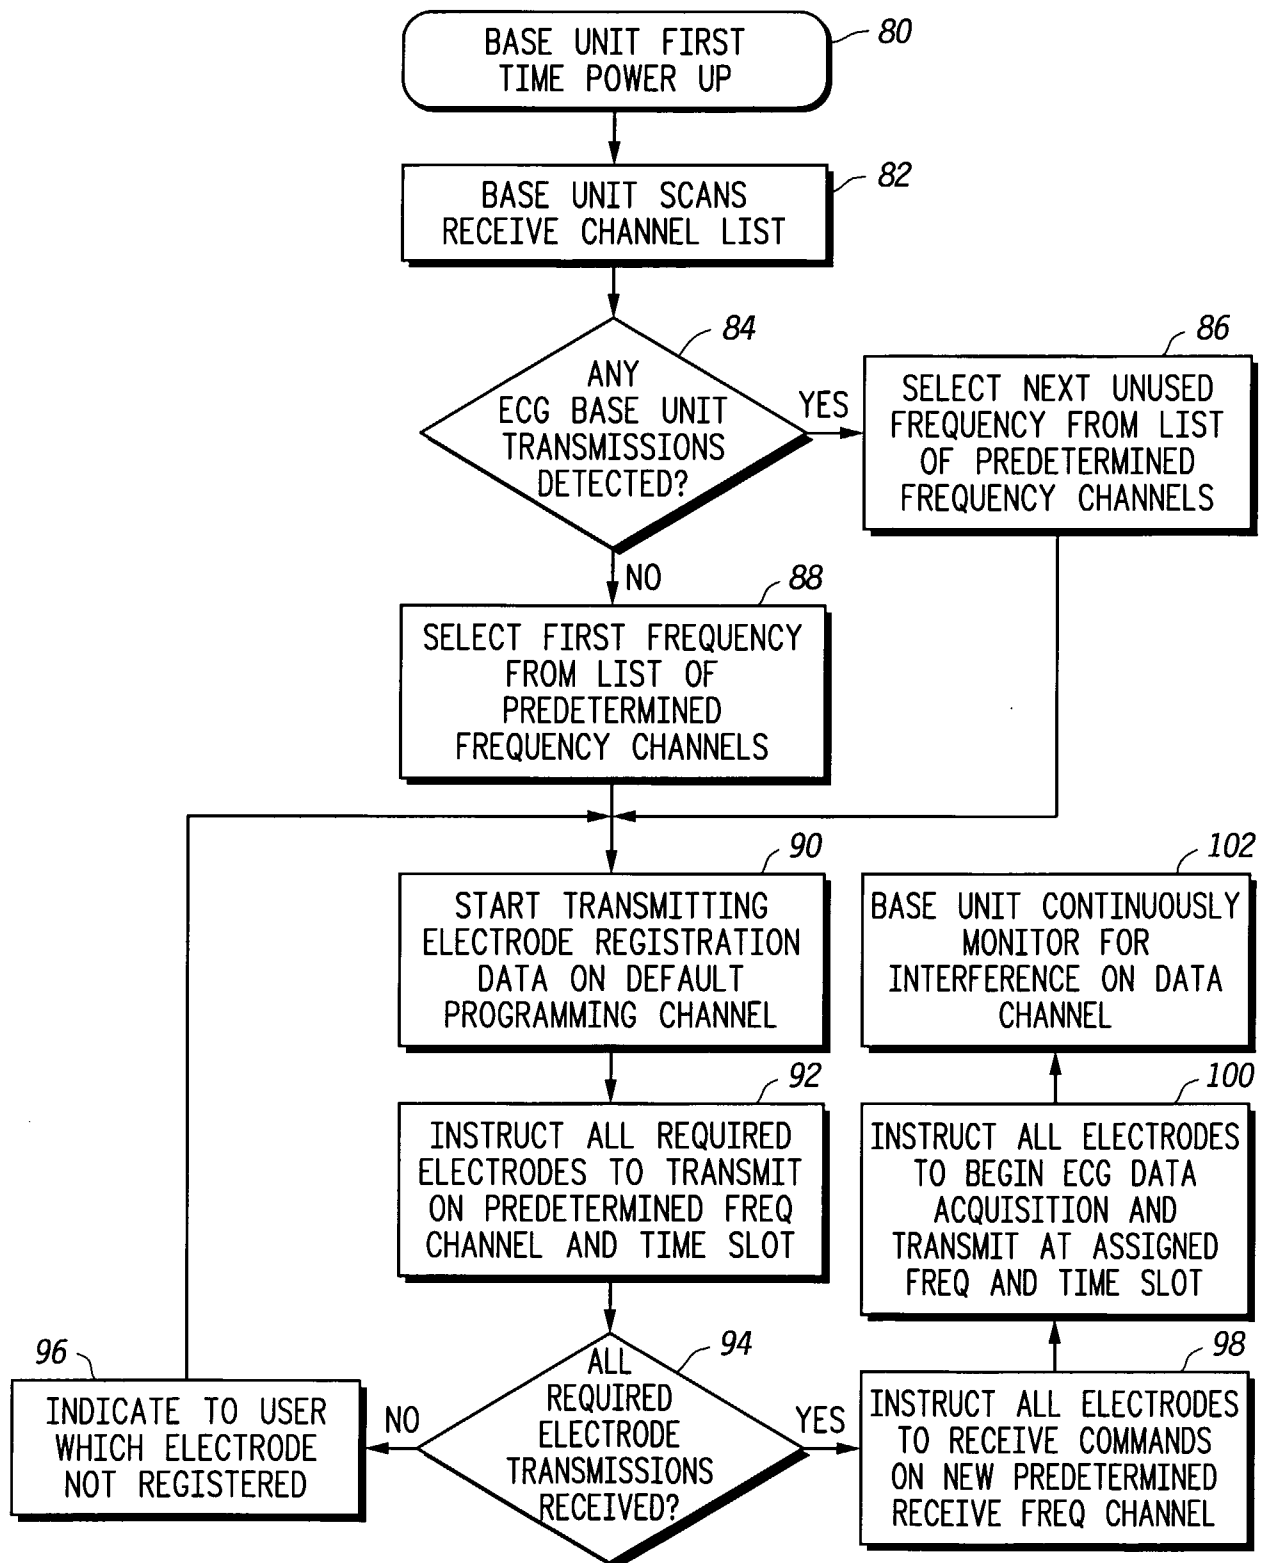 BASE UNIT FIRST
TIME POWER UP
80
BASE UNIT SCANS
RECEIVE CHANNEL LIST
82
ANY
ECG BASE UNIT
TRANSMISSIONS
DETECTED?
84
YES
SELECT NEXT UNUSED
FREQUENCY FROM LIST
OF PREDETERMINED
FREQUENCY CHANNELS
86
NO
SELECT FIRST FREQUENCY
FROM LIST OF
PREDETERMINED
FREQUENCY CHANNELS
88
START TRANSMITTING
ELECTRODE REGISTRATION
DATA ON DEFAULT
PROGRAMMING CHANNEL
90
INSTRUCT ALL REQUIRED
ELECTRODES TO TRANSMIT
ON PREDETERMINED FREQ
CHANNEL AND TIME SLOT
92
ALL
REQUIRED
ELECTRODE
TRANSMISSIONS
RECEIVED?
94
NO
INDICATE TO USER
WHICH ELECTRODE
NOT REGISTERED
96
YES
INSTRUCT ALL ELECTRODES
TO RECEIVE COMMANDS
ON NEW PREDETERMINED
RECEIVE FREQ CHANNEL
98
INSTRUCT ALL ELECTRODES
TO BEGIN ECG DATA
ACQUISITION AND
TRANSMIT AT ASSIGNED
FREQ AND TIME SLOT
100
BASE UNIT CONTINUOUSLY
MONITOR FOR
INTERFERENCE ON DATA
CHANNEL
102